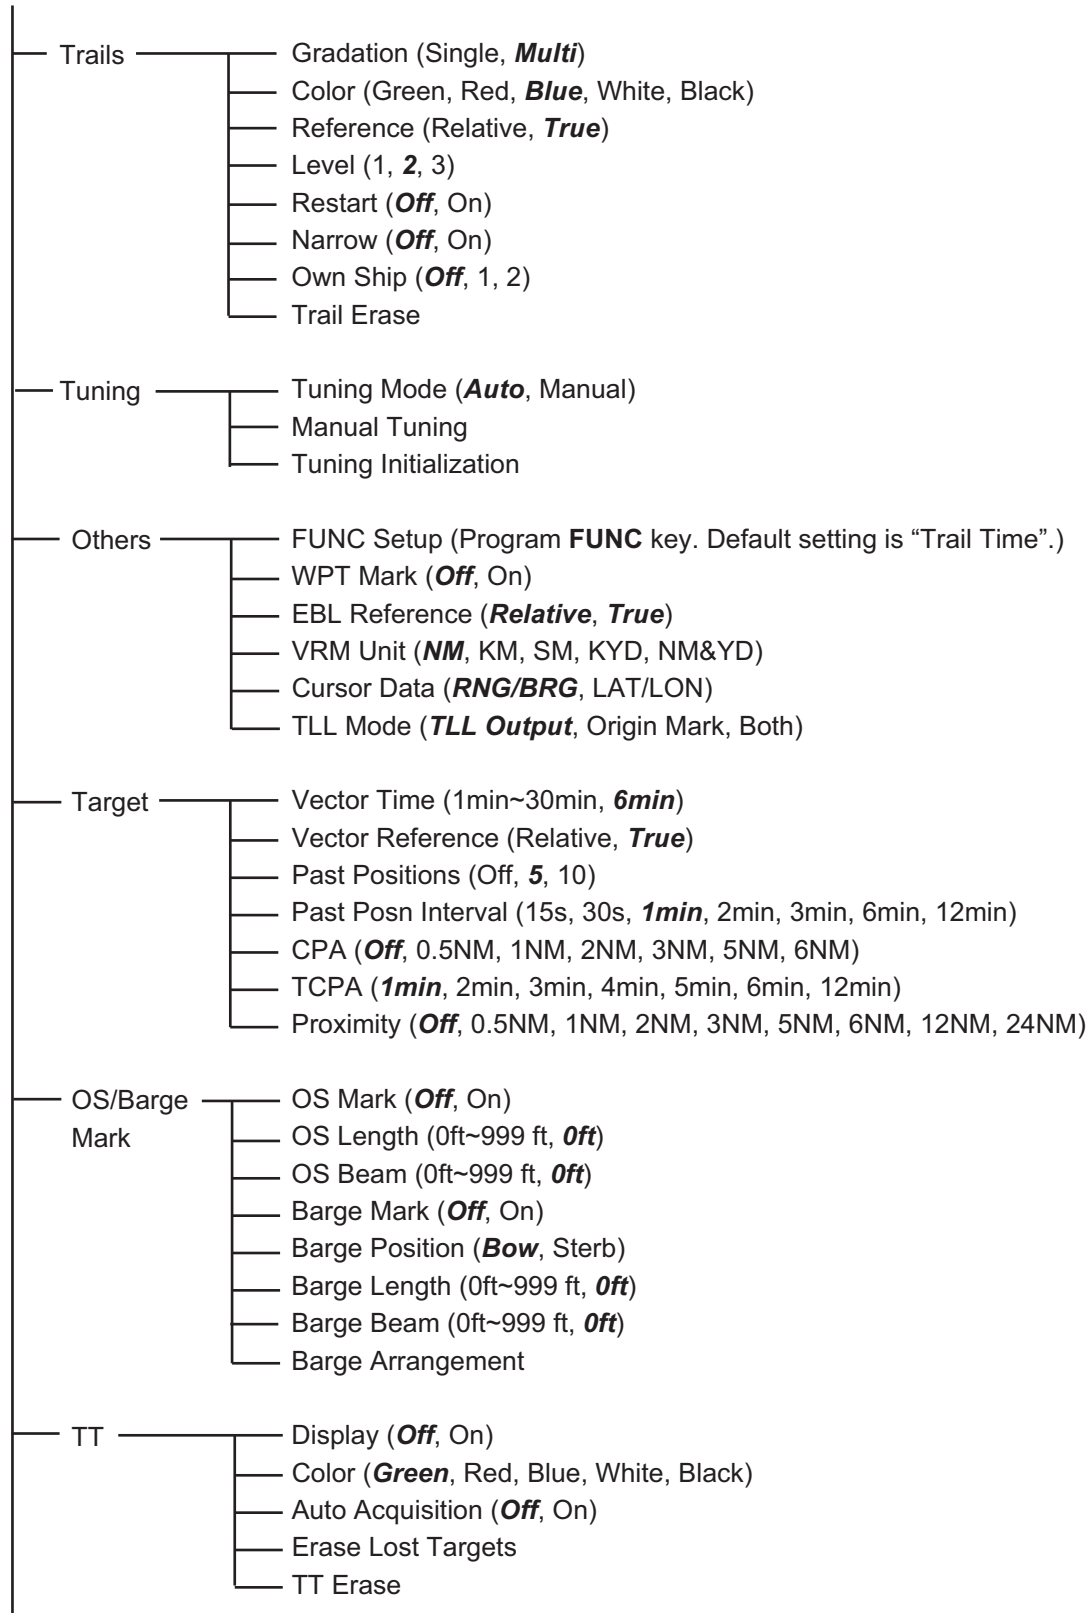 Trails
Gradation (Single, Multi)
Color (Green, Red, Blue, White, Black)
Reference (Relative, True)
Level (1, 2, 3)
Restart (Off, On)
Narrow (Off, On)
Own Ship (Off, 1, 2)
Trail Erase
Tuning
Tuning Mode (Auto, Manual)
Manual Tuning
Tuning Initialization
Others
FUNC Setup (Program FUNC key. Default setting is “Trail Time”.)
WPT Mark (Off, On)
EBL Reference (Relative, True)
VRM Unit (NM, KM, SM, KYD, NM&YD)
Cursor Data (RNG/BRG, LAT/LON)
TLL Mode (TLL Output, Origin Mark, Both)
Target
Vector Time (1min~30min, 6min)
Vector Reference (Relative, True)
Past Positions (Off, 5, 10)
Past Posn Interval (15s, 30s, 1min, 2min, 3min, 6min, 12min)
CPA (Off, 0.5NM, 1NM, 2NM, 3NM, 5NM, 6NM)
TCPA (1min, 2min, 3min, 4min, 5min, 6min, 12min)
Proximity (Off, 0.5NM, 1NM, 2NM, 3NM, 5NM, 6NM, 12NM, 24NM)
OS/Barge
Mark
OS Mark (Off, On)
OS Length (0ft~999 ft, 0ft)
OS Beam (0ft~999 ft, 0ft)
Barge Mark (Off, On)
Barge Position (Bow, Sterb)
Barge Length (0ft~999 ft, 0ft)
Barge Beam (0ft~999 ft, 0ft)
Barge Arrangement
TT
Display (Off, On)
Color (Green, Red, Blue, White, Black)
Auto Acquisition (Off, On)
Erase Lost Targets
TT Erase